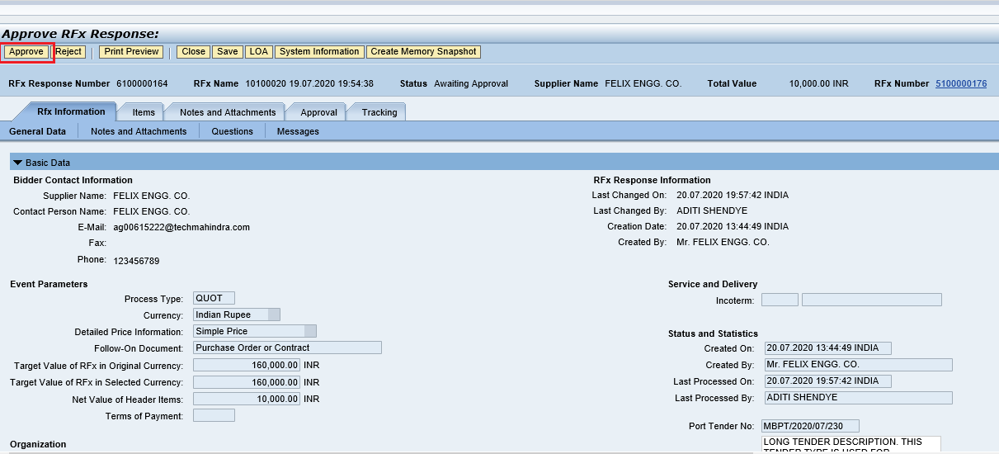 Approve RFx Response:
Approve Reject Print Preview Close Save LOA System Information Create Memory Snapshot
RFx Response Number 6100000164 RFx Name 10100020 19.07.2020 19:54:38 Status Awaiting Approval Supplier Name FELIX ENGG. CO. Total Value 10,000.00 INR RFx Number 5100000176
Rfx Information Items Notes and Attachments Approval Tracking
General Data Notes and Attachments Questions Messages
Basic Data
Bidder Contact Information
Supplier Name: FELIX ENGG. CO.
Contact Person Name: FELIX ENGG. CO.
E-Mail: ag00615222@techmahindra.com
Fax:
Phone: 123456789
RFx Response Information
Last Changed On: 20.07.2020 19:57:42 INDIA
Last Changed By: ADITI SHENDYE
Creation Date: 20.07.2020 13:44:49 INDIA
Created By: Mr. FELIX ENGG. CO.
Event Parameters
Process Type: QUOT
Currency: Indian Rupee
Detailed Price Information: Simple Price
Follow-On Document: Purchase Order or Contract
Target Value of RFx in Original Currency: 160,000.00 INR
Target Value of RFx in Selected Currency: 160,000.00 INR
Net Value of Header Items: 10,000.00 INR
Terms of Payment:
Service and Delivery
Incoterm:
Status and Statistics
Created On: 20.07.2020 13:44:49 INDIA
Created By: Mr. FELIX ENGG. CO.
Last Processed On: 20.07.2020 19:57:42 INDIA
Last Processed By: ADITI SHENDYE
Port Tender No: MBPT/2020/07/230
LONG TENDER DESCRIPTION. THIS
TENDER TYPE IS USED FOR
Organization